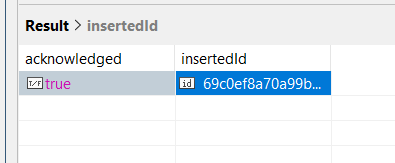 Result > insertedId
acknowledged insertedId
T/F true id 69c0ef8a70a99b...